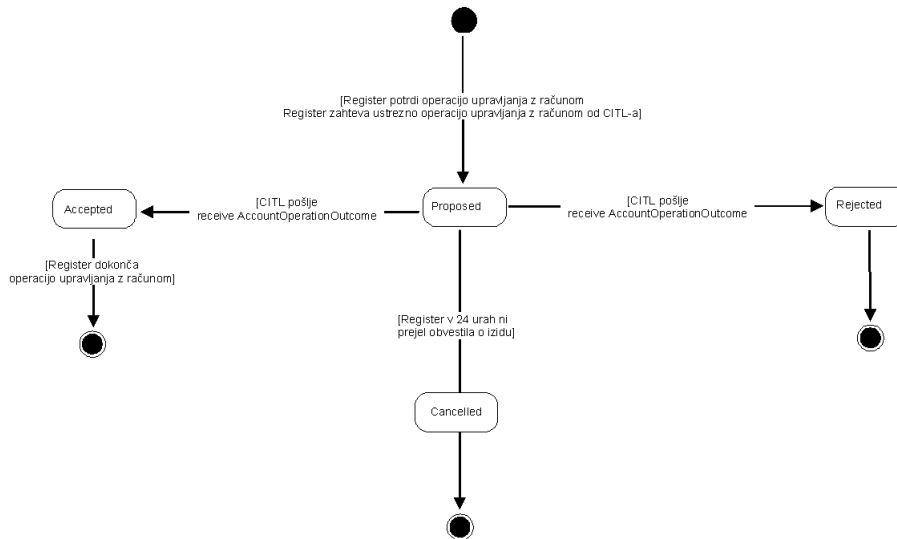 [Register potrdi operacijo upravljanja z računom
Register zahteva ustrezno operacijo upravljanja z računom od CITL-a]
Accepted
[CITL pošlje
receive AccountOperationOutcome
Proposed
[CITL pošlje
receive AccountOperationOutcome
Rejected
[Register dokonča
operacijo upravljanja z računom]
[Register v 24 urah ni
prejel obvestila o izidu]
Cancelled